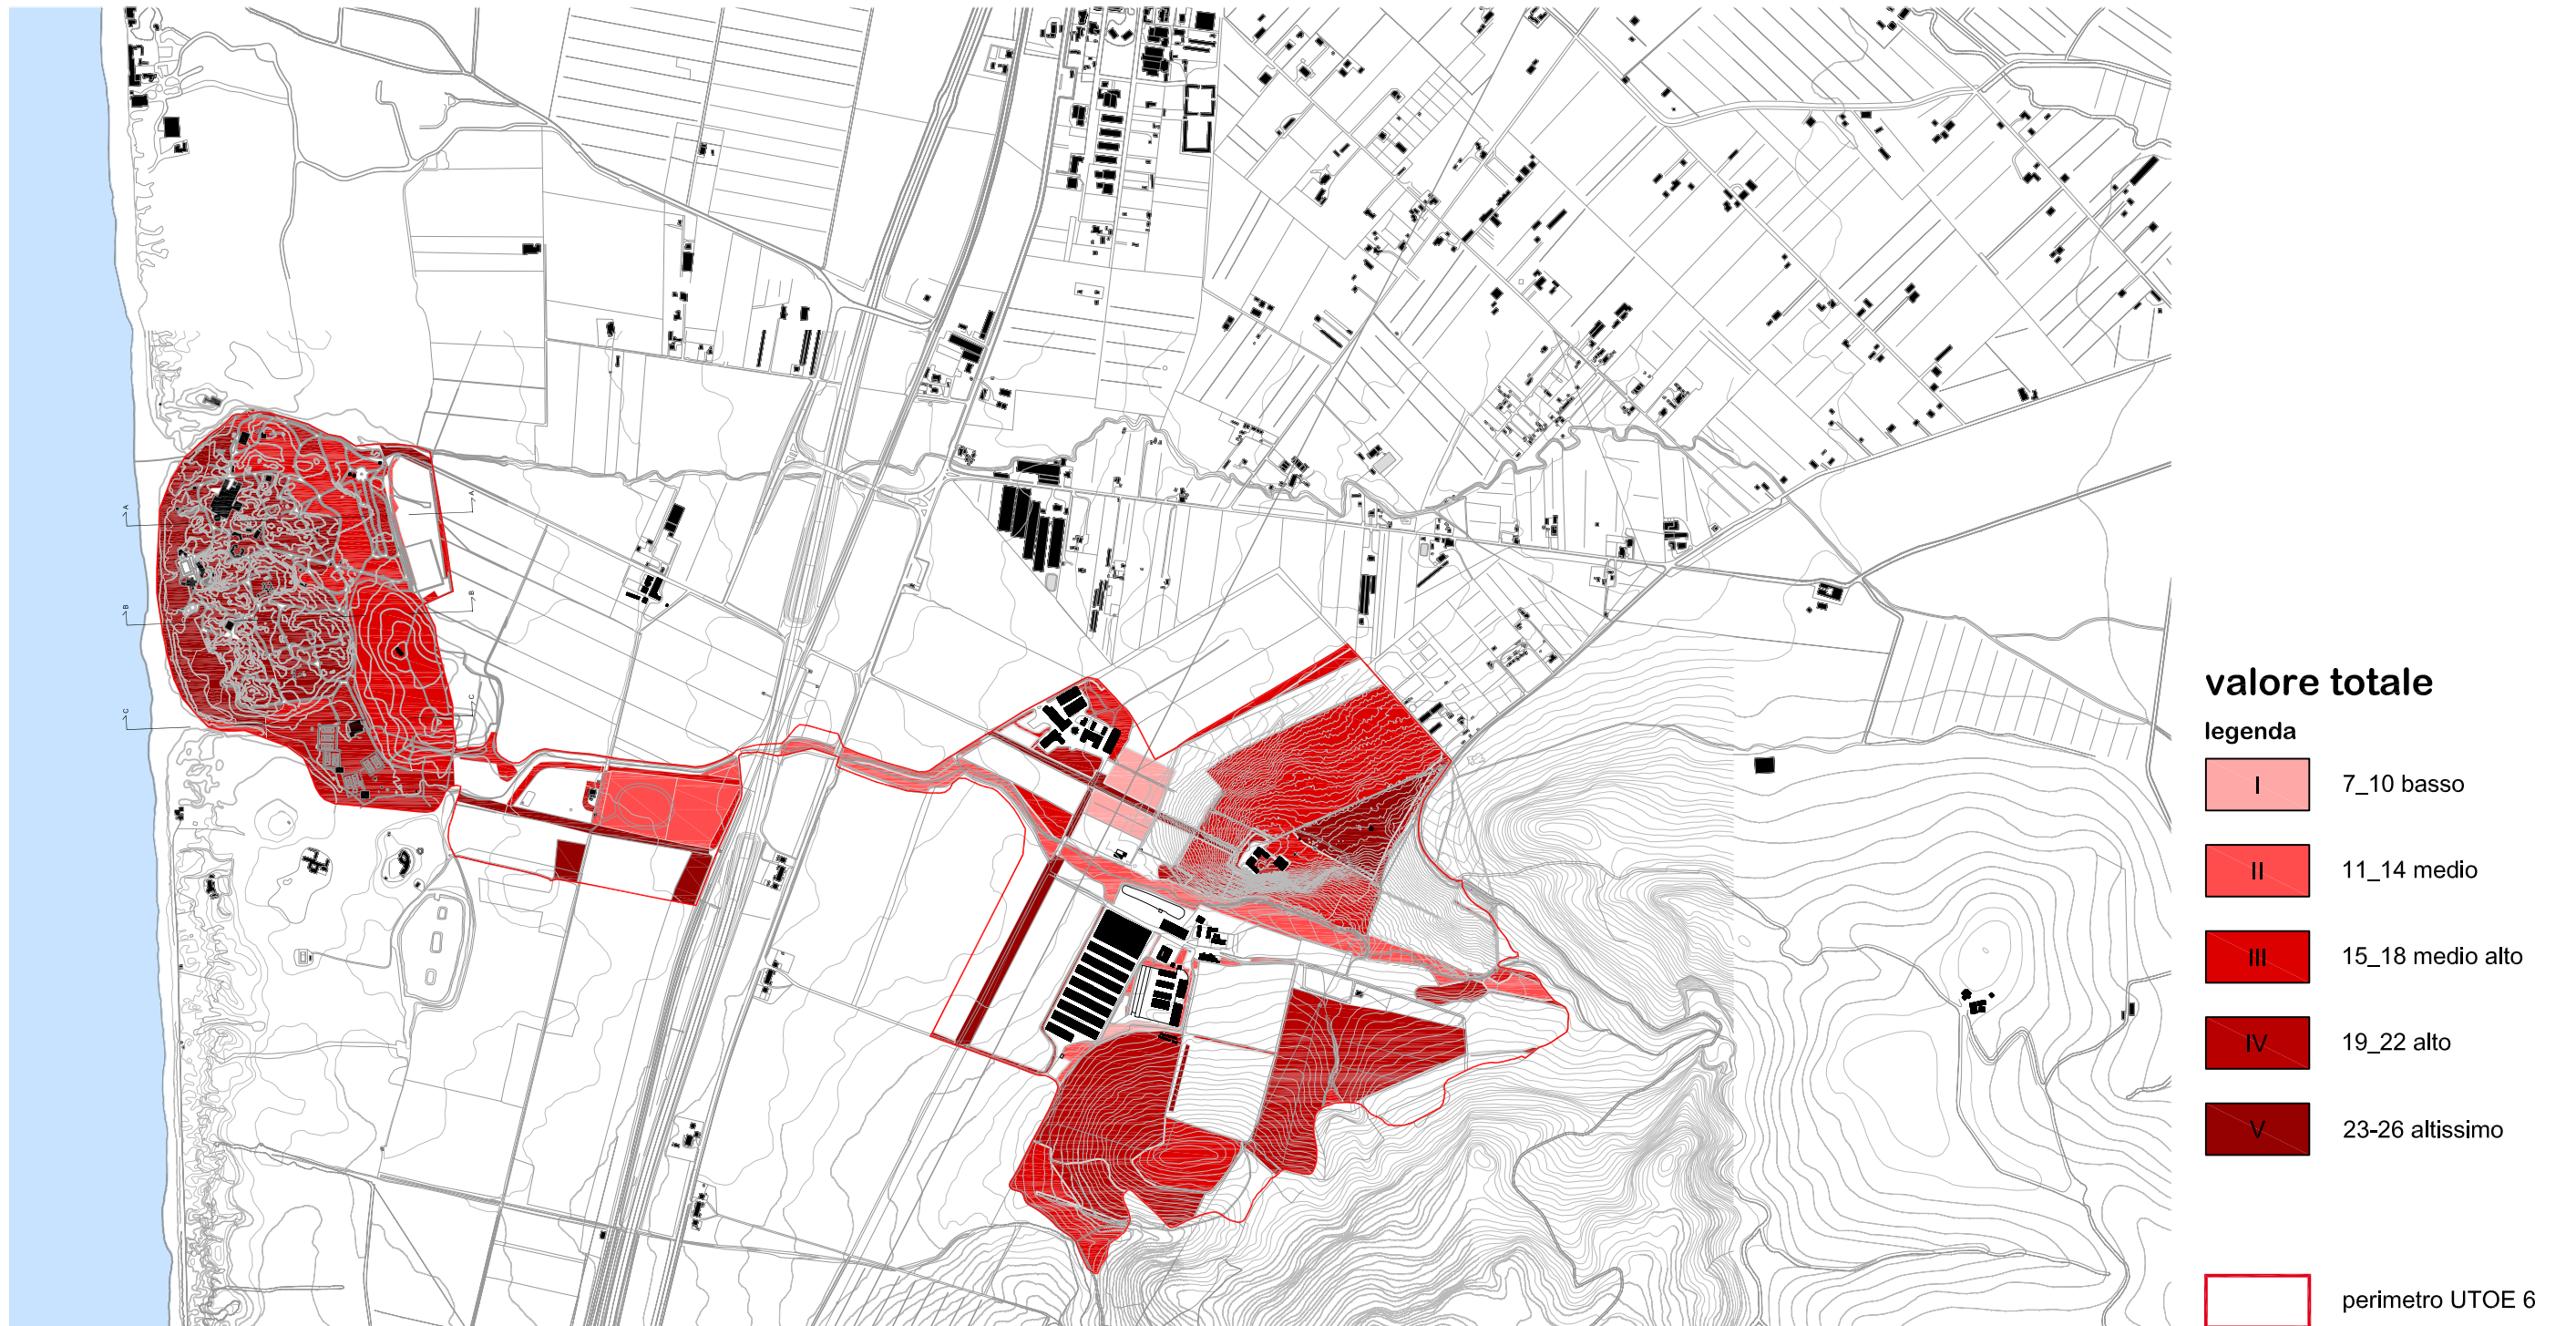 A
A
B
B
C
C
valore totale
legenda
I 7_10 basso
II 11_14 medio
III 15_18 medio alto
IV 19_22 alto
V 23-26 altissimo
perimetro UTOE 6